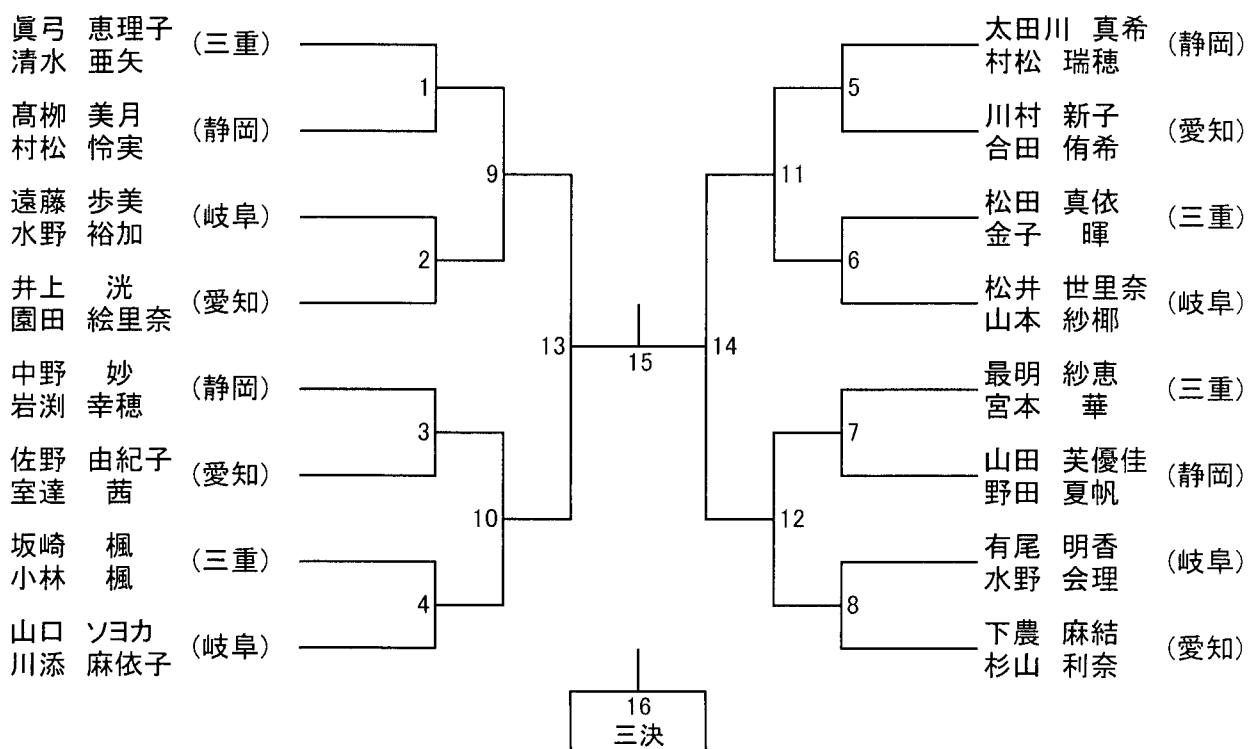 眞弓 恵理子
清水 亜矢
(三重)
1
髙栁 美月
村松 怜実
(静岡)
9
遠藤 歩美
水野 裕加
(岐阜)
2
井上 洸
園田 絵里奈
(愛知)
13
中野 妙
岩渕 幸穂
(静岡)
3
佐野 由紀子
室達 茜
(愛知)
10
坂崎 楓
小林 楓
(三重)
4
山口 ソヨカ
川添 麻依子
(岐阜)
15
16
三決
太田川 真希
村松 瑞穂
(静岡)
5
川村 新子
合田 侑希
(愛知)
11
松田 真依
金子 暉
(三重)
6
松井 世里奈
山本 紗椰
(岐阜)
14
最明 紗恵
宮本 華
(三重)
7
山田 芙優佳
野田 夏帆
(静岡)
12
有尾 明香
水野 会理
(岐阜)
8
下農 麻結
杉山 利奈
(愛知)